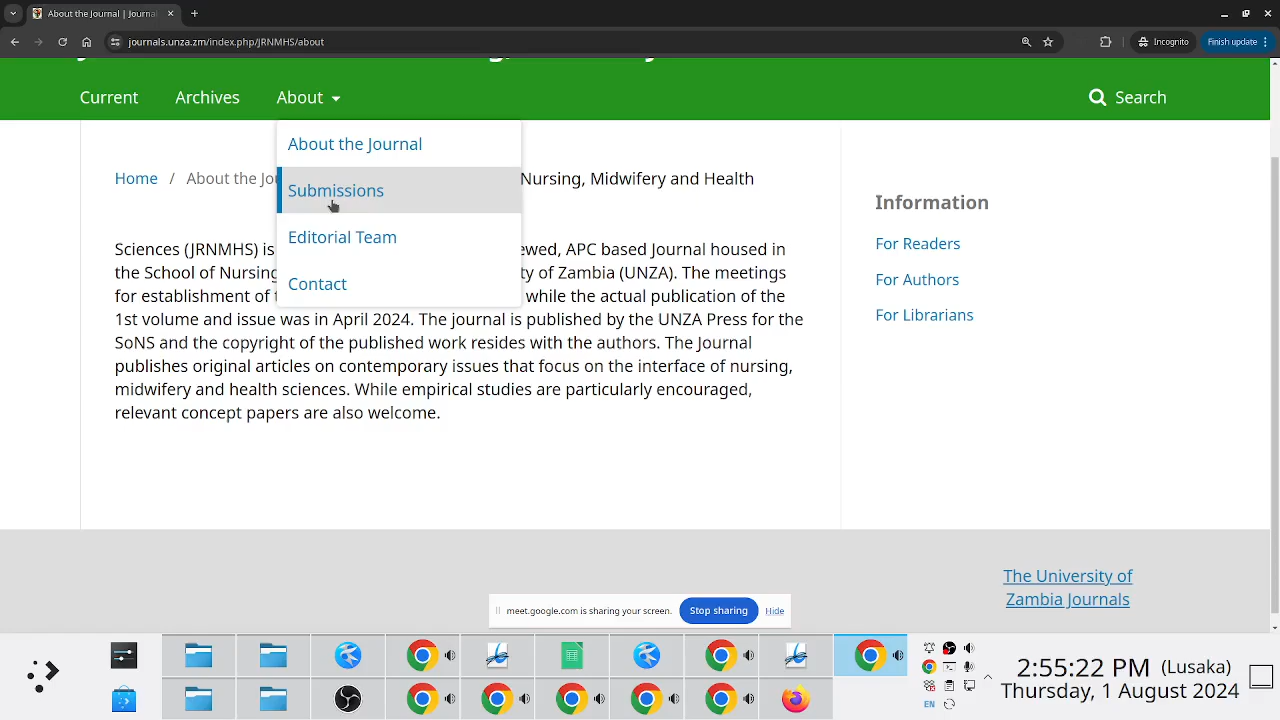 About the Journal | Journal
journals.unza.zm/index.php/JRNMHS/about
Incognito
Finish update
Current
Archives
About
Search
About the Journal
Submissions
Editorial Team
Contact
Home / About the Jou
Nursing, Midwifery and Health
Sciences (JRNMHS) is
ewed, APC based Journal housed in
the School of Nursing
ty of Zambia (UNZA). The meetings
for establishment of t
while the actual publication of the
1st volume and issue was in April 2024. The journal is published by the UNZA Press for the
SoNS and the copyright of the published work resides with the authors. The Journal
publishes original articles on contemporary issues that focus on the interface of nursing,
midwifery and health sciences. While empirical studies are particularly encouraged,
relevant concept papers are also welcome.
Information
For Readers
For Authors
For Librarians
The University of
Zambia Journals
meet.google.com is sharing your screen.
Stop sharing
Hide
EN
2:55:22 PM (Lusaka)
Thursday, 1 August 2024